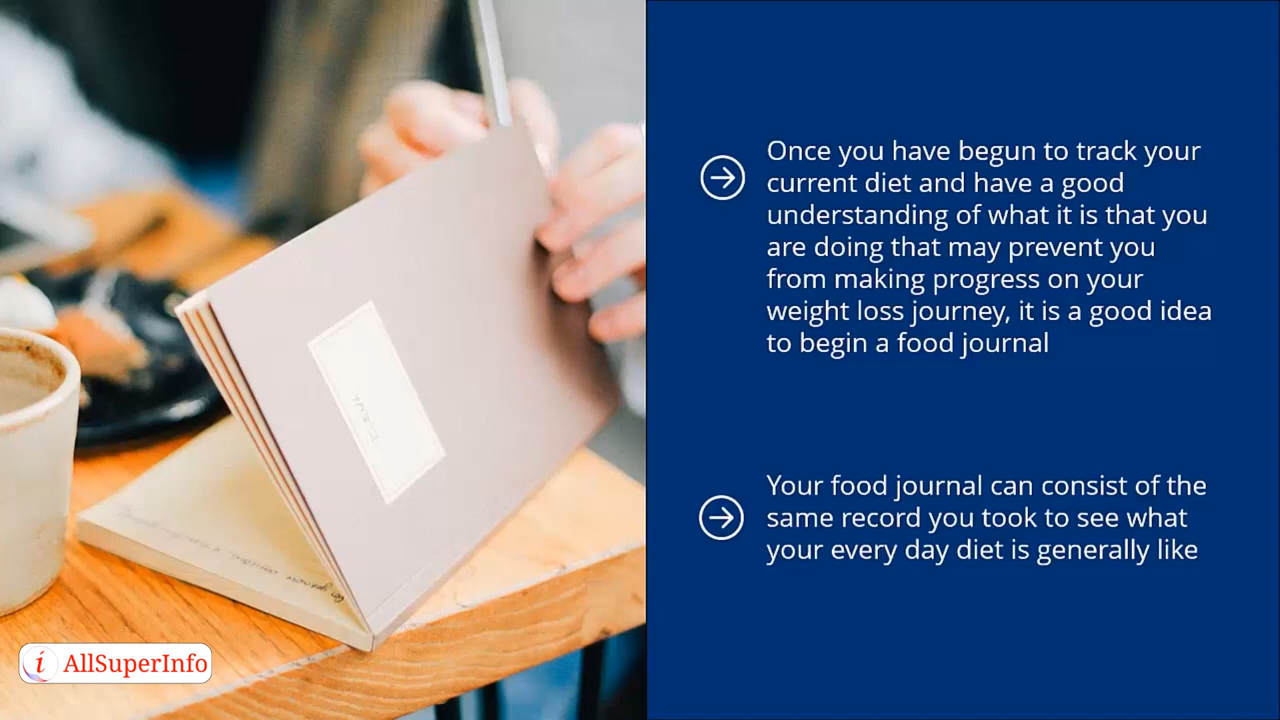 Once you have begun to track your
current diet and have a good
understanding of what it is that you
are doing that may prevent you
from making progress on your
weight loss journey, it is a good idea
to begin a food journal
Your food journal can consist of the
same record you took to see what
your every day diet is generally like
i AllSuperInfo